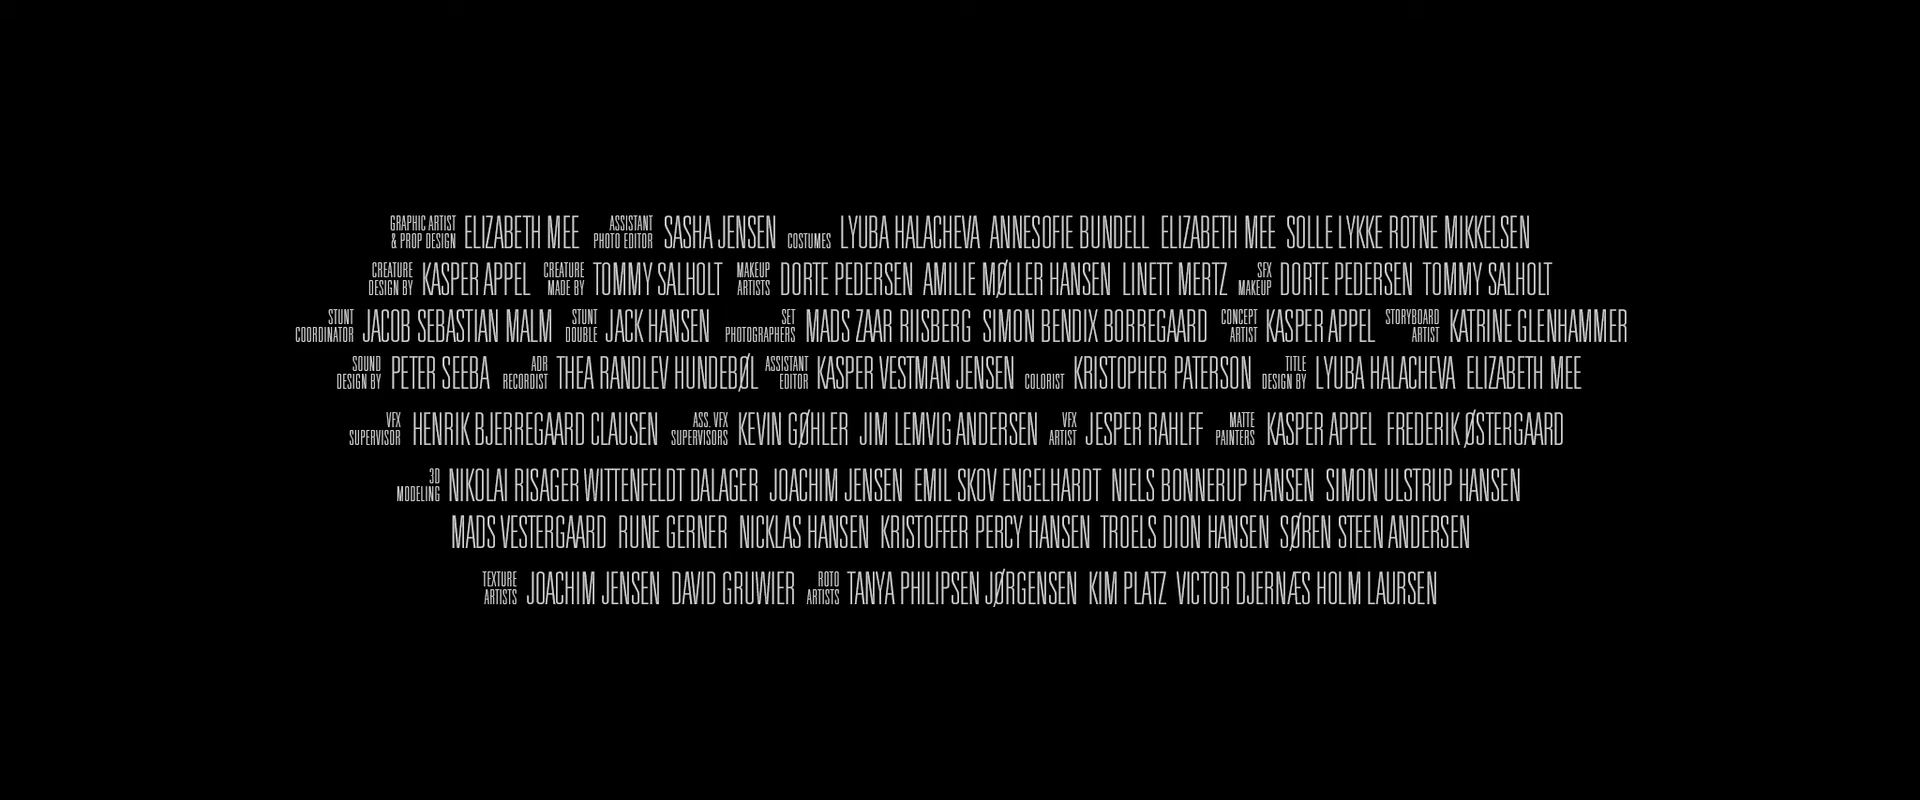 GRAPHIC ARTIST & PROP DESIGN ELIZABETH MEE ASSISTANT PHOTO EDITOR SASHA JENSEN COSTUMES LYUBA HALACHEVA ANNESOFIE BUNDELL ELIZABETH MEE SOLLE LYKKE ROTNE MIKKELSEN
CREATURE DESIGN BY KASPER APPEL CREATURE MADE BY TOMMY SALHOLT MAKEUP ARTISTS DORTE PEDERSEN AMILIE MØLLER HANSEN LINETT MERTZ SFX MAKEUP DORTE PEDERSEN TOMMY SALHOLT
STUNT COORDINATOR JACOB SEBASTIAN MALM STUNT DOUBLE JACK HANSEN SET PHOTOGRAPHERS MADS ZAAR RIISBERG SIMON BENDIX BORREGAARD CONCEPT ARTIST KASPER APPEL STORYBOARD ARTIST KATRINE GLENHAMMER
SOUND DESIGN BY PETER SEEBA ADR RECORDIST THEA RANDLEV HUNDEBØL ASSISTANT EDITOR KASPER VESTMAN JENSEN COLORIST KRISTOPHER PATERSON TITLE DESIGN BY LYUBA HALACHEVA ELIZABETH MEE
VFX SUPERVISOR HENRIK BJERREGAARD CLAUSEN ASS. VFX SUPERVISORS KEVIN GØHLER JIM LEMVIG ANDERSEN VFX ARTIST JESPER RAHLFF MATTE PAINTERS KASPER APPEL FREDERIK ØSTERGAARD
3D MODELING NIKOLAI RISAGER WITTENFELDT DALAGER JOACHIM JENSEN EMIL SKOV ENGELHARDT NIELS BONNERUP HANSEN SIMON ULSTRUP HANSEN
MADS VESTERGAARD RUNE GERNER NICKLAS HANSEN KRISTOFFER PERCY HANSEN TROELS DION HANSEN SØREN STEEN ANDERSEN
TEXTURE ARTISTS JOACHIM JENSEN DAVID GRUWIER ROTO ARTISTS TANYA PHILIPSEN JØRGENSEN KIM PLATZ VICTOR DJERNÆS HOLM LAURSEN